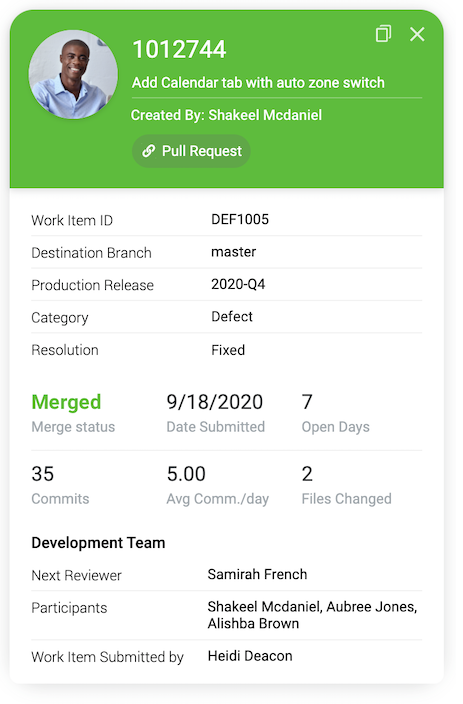 1012744
Add Calendar tab with auto zone switch
Created By: Shakeel Mcdaniel
Pull Request
Work Item ID DEF1005
Destination Branch master
Production Release 2020-Q4
Category Defect
Resolution Fixed
Merged 9/18/2020 7
Merge status Date Submitted Open Days
35 5.00 2
Commits Avg Comm./day Files Changed
Development Team
Next Reviewer Samirah French
Participants Shakeel Mcdaniel, Aubree Jones,
Alishba Brown
Work Item Submitted by Heidi Deacon